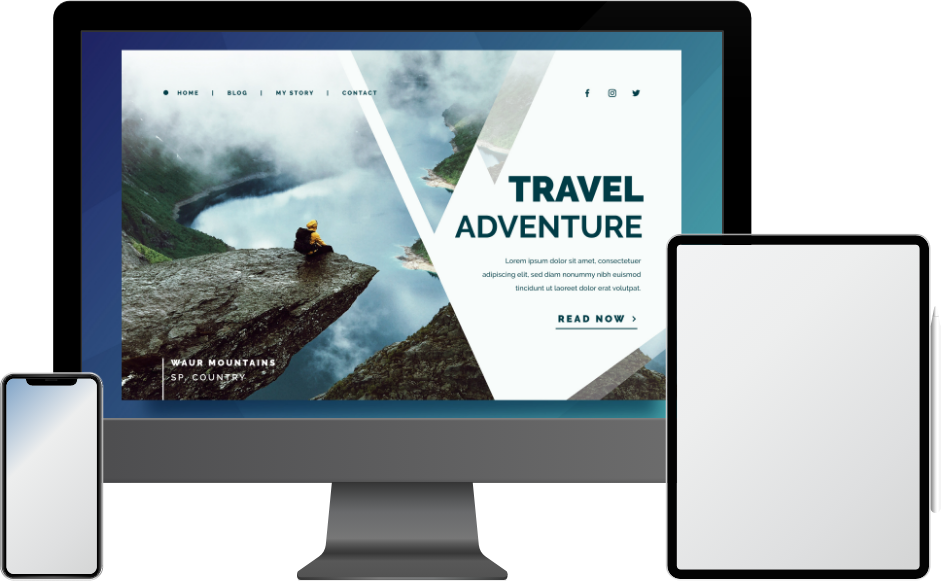 HOME | BLOG | MY STORY | CONTACT
TRAVEL
ADVENTURE
Lorem ipsum dolor sit amet, consectetuer
adipiscing elit, sed diam nonummy nibh euismod
tincidunt ut laoreet dolor erat volutpat.
READ NOW >
WAUR MOUNTAINS
SP, COUNTRY